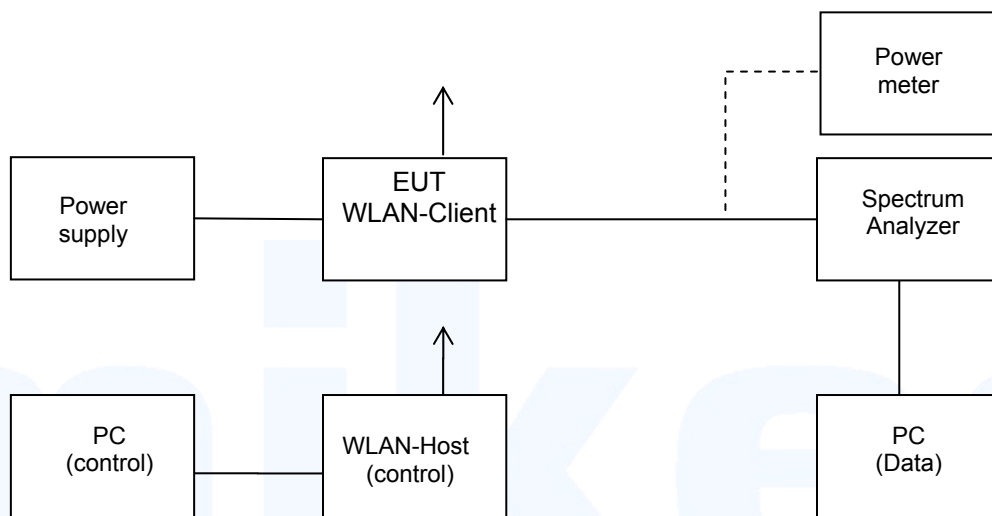 Power
meter
EUT
WLAN-Client
Power
supply
Spectrum
Analyzer
PC
(control)
WLAN-Host
(control)
PC
(Data)